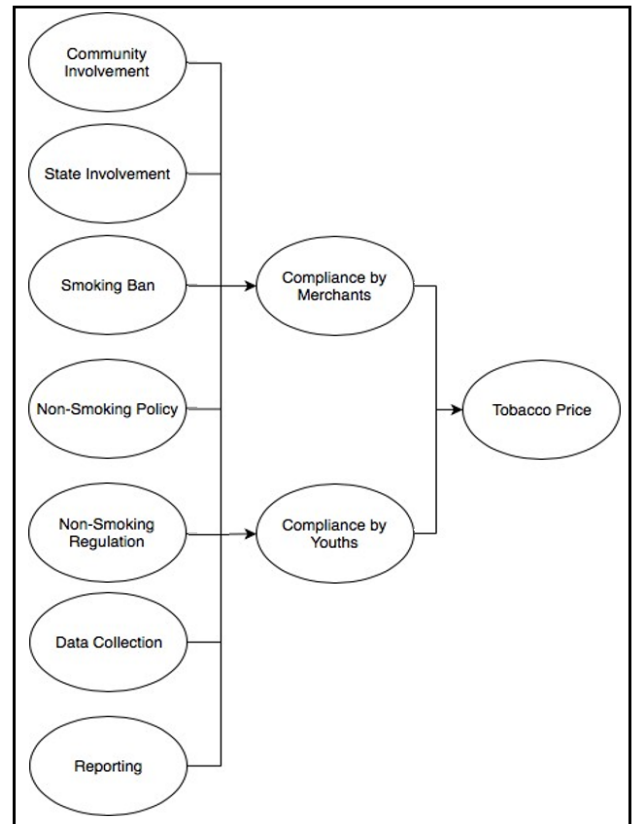 Community
Involvement
State Involvement
Smoking Ban
Compliance by
Merchants
Non-Smoking Policy
Tobacco Price
Non-Smoking
Regulation
Compliance by
Youths
Data Collection
Reporting